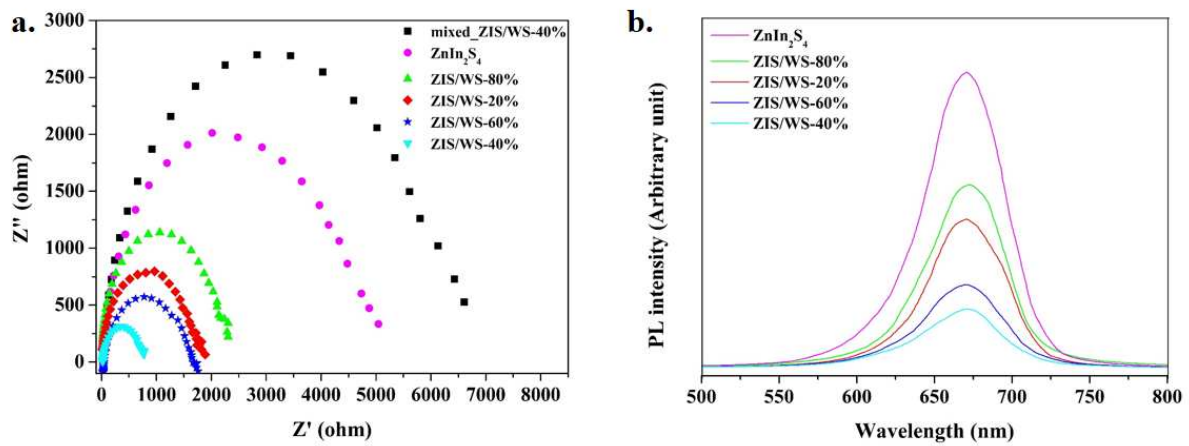 a.
mixed_ZIS/WS-40%
ZnIn₂S₄
ZIS/WS-80%
ZIS/WS-20%
ZIS/WS-60%
ZIS/WS-40%
3000
2500
2000
1500
1000
500
0
Z'' (ohm)
0 1000 2000 3000 4000 5000 6000 7000 8000
Z' (ohm)
b.
ZnIn₂S₄
ZIS/WS-80%
ZIS/WS-20%
ZIS/WS-60%
ZIS/WS-40%
PL intensity (Arbitrary unit)
500 550 600 650 700 750 800
Wavelength (nm)